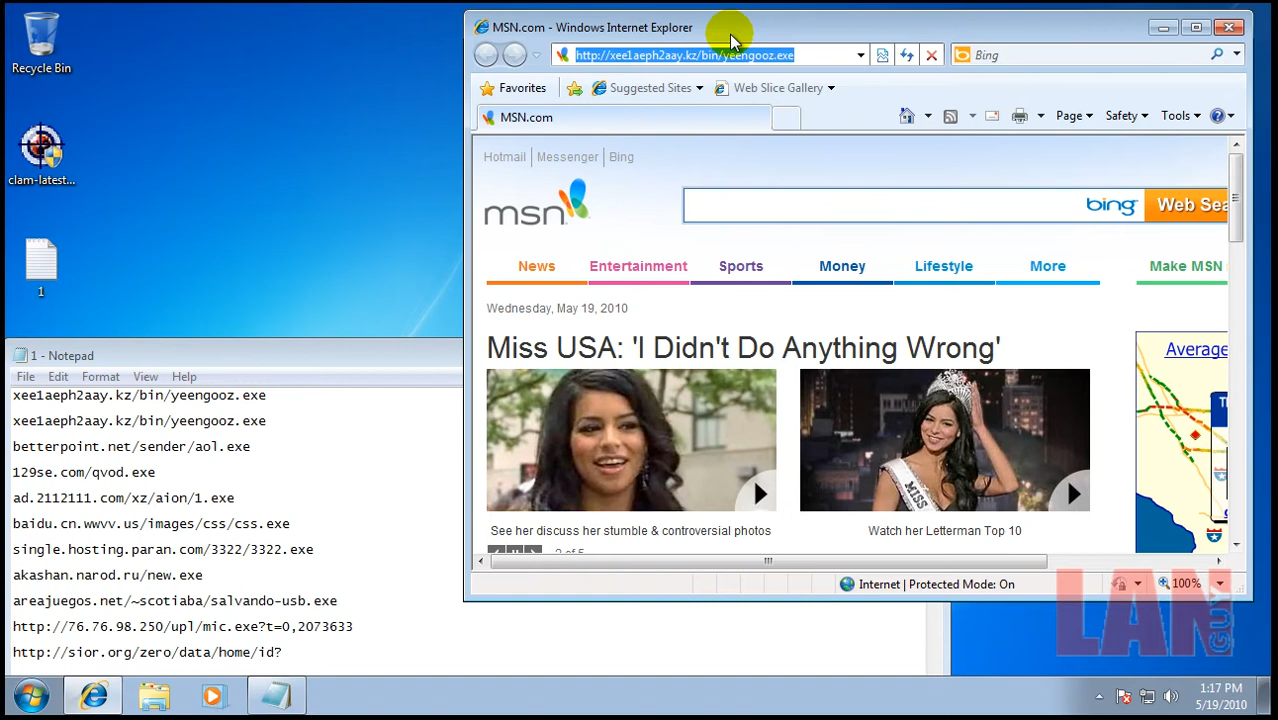 Recycle Bin
clam-latest...
1
MSN.com - Windows Internet Explorer
http://xee1aeph2aay.kz/bin/yeengooz.exe
Bing
Favorites
Suggested Sites
Web Slice Gallery
MSN.com
Page
Safety
Tools
Hotmail
Messenger
Bing
msn
bing
Web Sea
News
Entertainment
Sports
Money
Lifestyle
More
Make MSN
Wednesday, May 19, 2010
Miss USA: 'I Didn't Do Anything Wrong'
Average
MISS
See her discuss her stumble & controversial photos
Watch her Letterman Top 10
2 of 5
Internet | Protected Mode: On
100%
1 - Notepad
File Edit Format View Help
xee1aeph2aay.kz/bin/yeengooz.exe
xee1aeph2aay.kz/bin/yeengooz.exe
betterpoint.net/sender/aol.exe
129se.com/qvod.exe
ad.2112111.com/xz/aion/1.exe
baidu.cn.wwvv.us/images/css/css.exe
single.hosting.paran.com/3322/3322.exe
akashan.narod.ru/new.exe
areajuegos.net/~scotiaba/salvando-usb.exe
http://76.76.98.250/upl/mic.exe?t=0,2073633
http://sior.org/zero/data/home/id?
LAN GUY
1:17 PM
5/19/2010